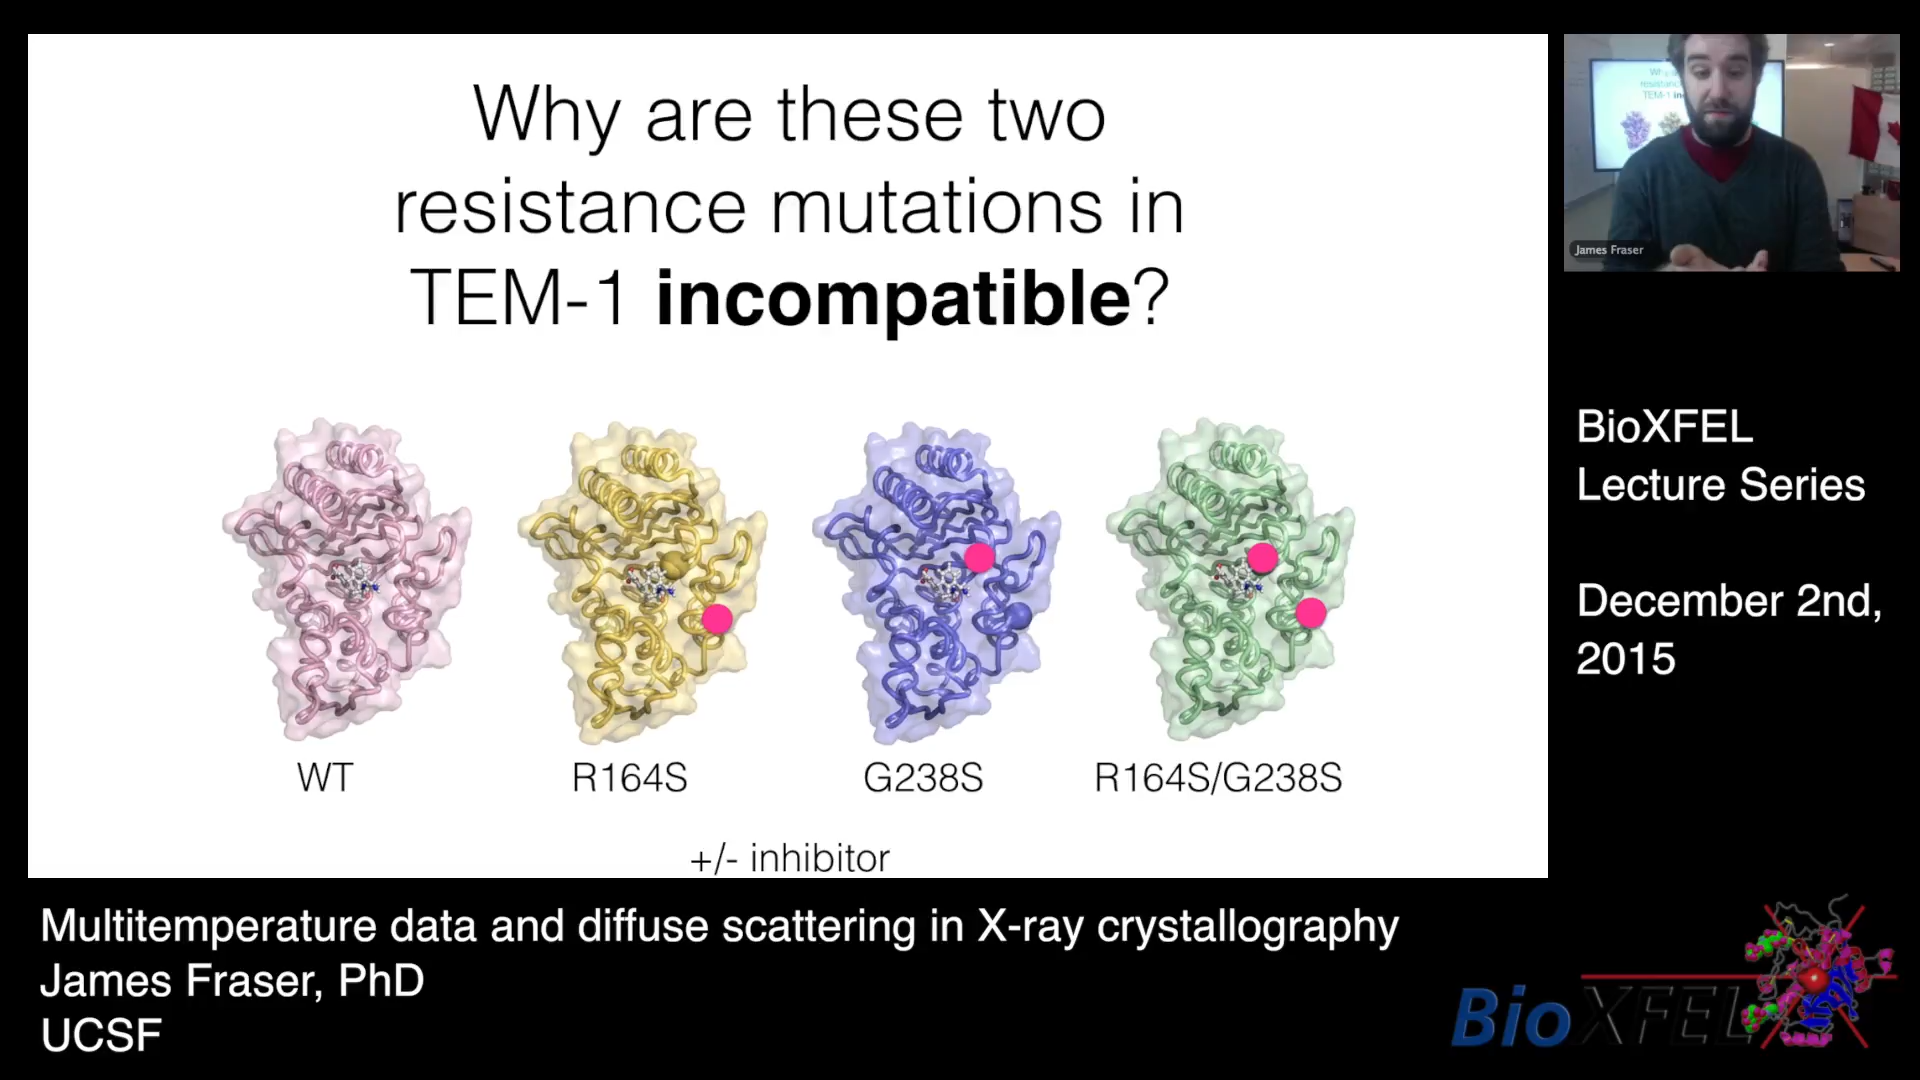 Why are these two
resistance mutations in
TEM-1 incompatible?
WT
R164S
G238S
R164S/G238S
+/- inhibitor
James Fraser
BioXFEL
Lecture Series
December 2nd,
2015
Multitemperature data and diffuse scattering in X-ray crystallography
James Fraser, PhD
UCSF
BioXFEL